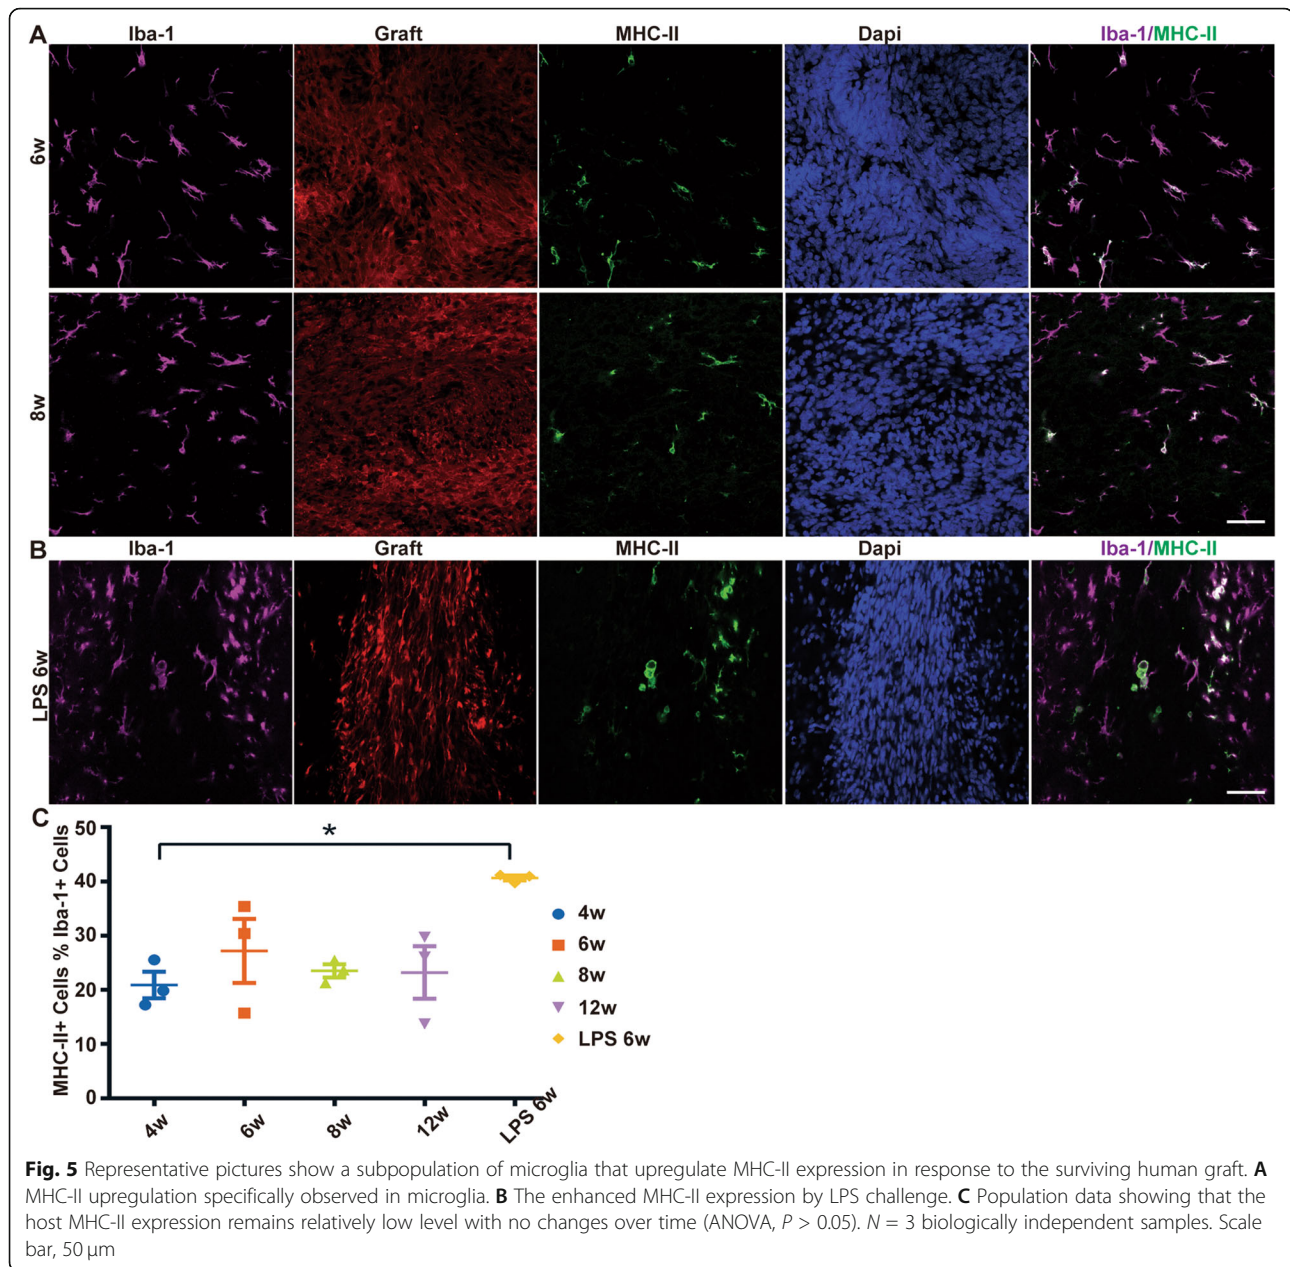 A
Iba-1 Graft MHC-II Dapi Iba-1/MHC-II
6w
8w
B
Iba-1 Graft MHC-II Dapi Iba-1/MHC-II
LPS 6w
C
MHC-II+ Cells % Iba-1+ Cells
50
40
30
20
10
0
*
4w 6w 8w 12w LPS 6w
4w
6w
8w
12w
LPS 6w
Fig. 5 Representative pictures show a subpopulation of microglia that upregulate MHC-II expression in response to the surviving human graft. A
MHC-II upregulation specifically observed in microglia. B The enhanced MHC-II expression by LPS challenge. C Population data showing that the
host MHC-II expression remains relatively low level with no changes over time (ANOVA, P > 0.05). N = 3 biologically independent samples. Scale
bar, 50 μm